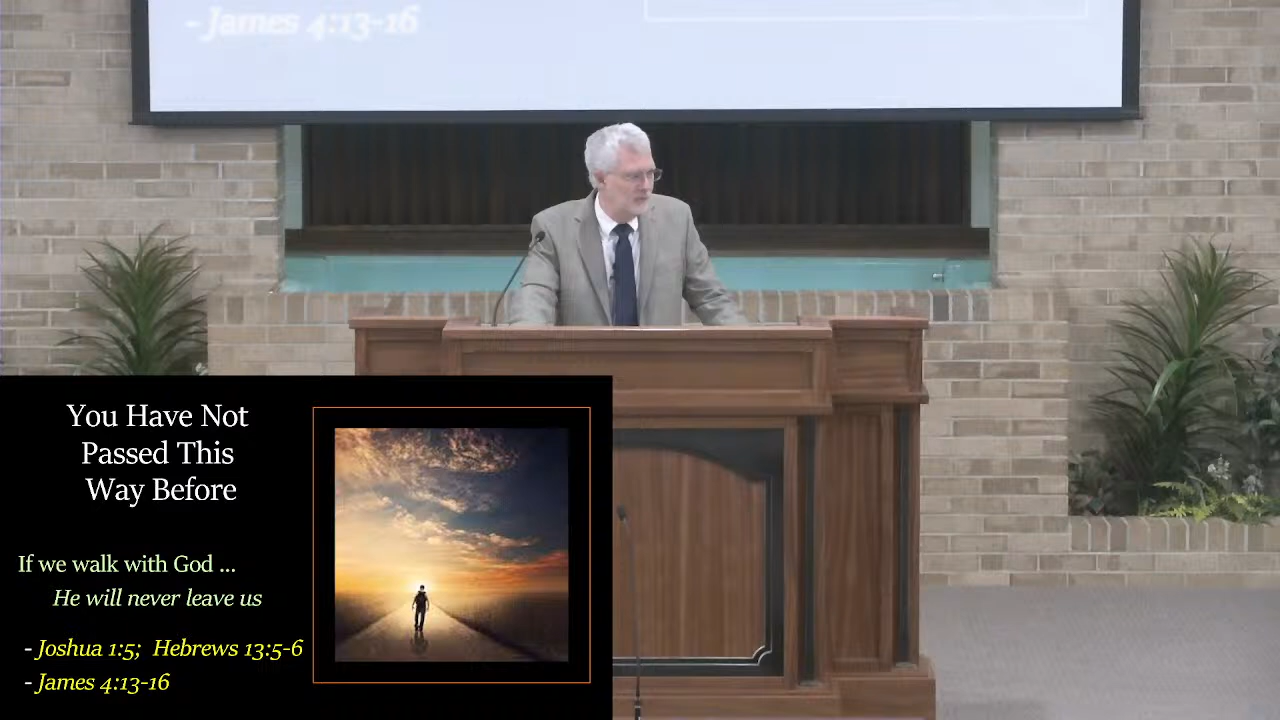 - James 4:13-16
You Have Not
Passed This
Way Before
If we walk with God ...
He will never leave us
- Joshua 1:5;  Hebrews 13:5-6
- James 4:13-16